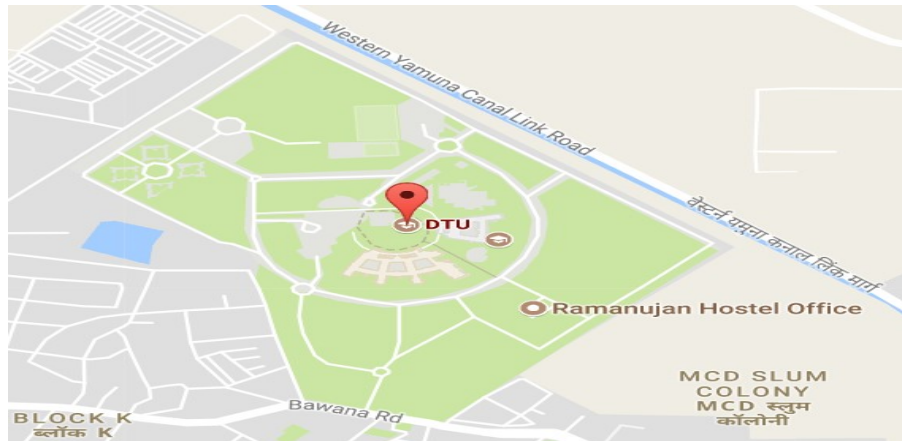 Western Yamuna Canal Link Road
वेस्टर्न यमुना कनाल लिंक मार्ग
DTU
Ramanujan Hostel Office
MCD SLUM
COLONY
MCD स्लुम
कॉलोनी
Bawana Rd
BLOCK K
ब्लॉक K